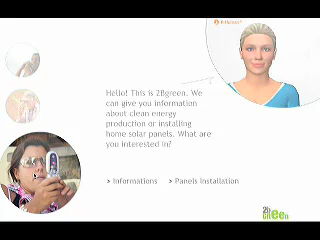 Hello! This is 2Bgreen. We
can give you information
about clean energy
production or installing
home solar panels. What are
you interested in?
> Informations > Panels Installation
2b
GREEN